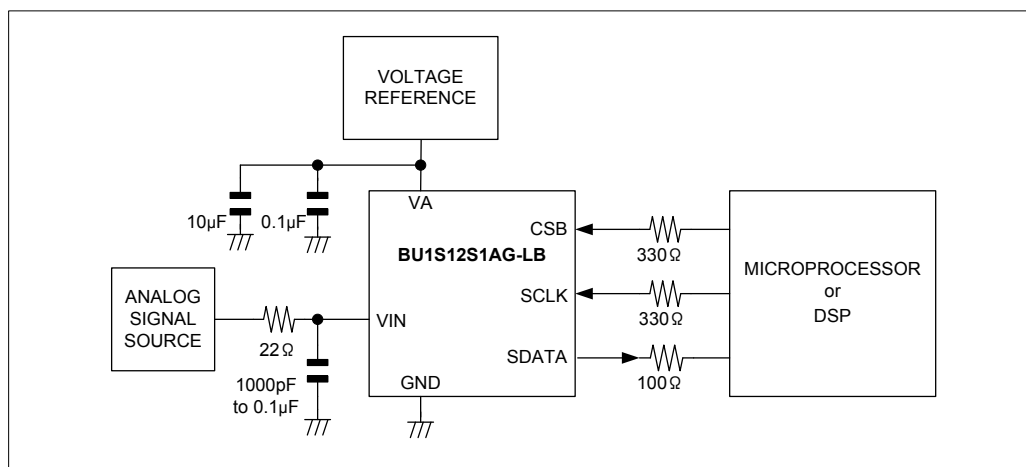 VOLTAGE
REFERENCE
10µF
0.1µF
VA
CSB
330Ω
BU1S12S1AG-LB
MICROPROCESSOR
or
DSP
ANALOG
SIGNAL
SOURCE
SCLK
330Ω
VIN
22Ω
SDATA
100Ω
1000pF
to 0.1µF
GND